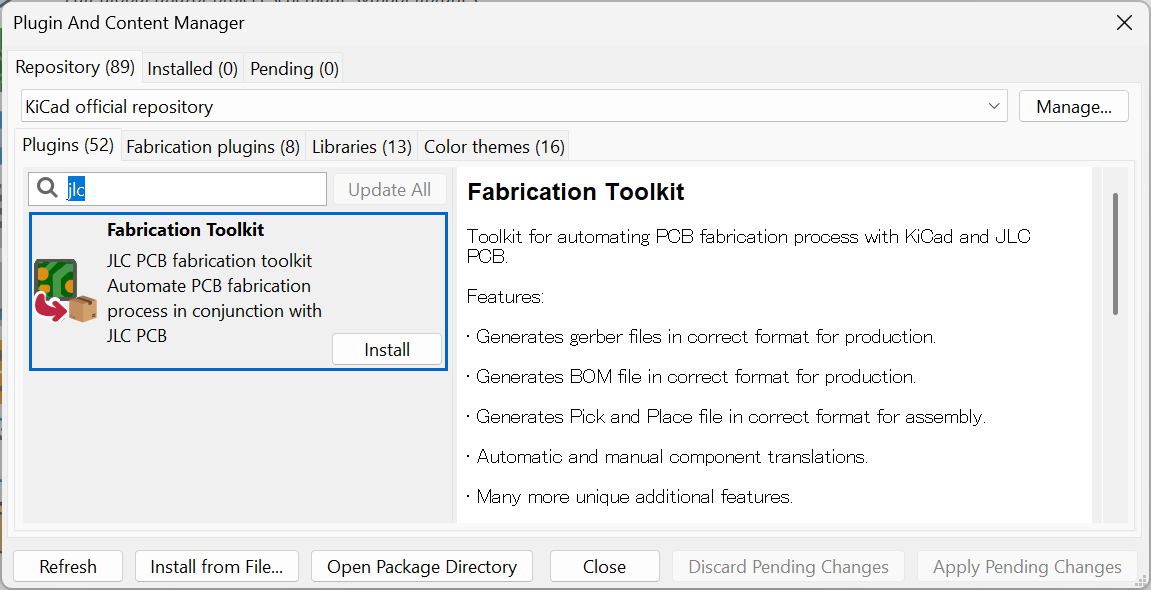 Plugin And Content Manager
Repository (89) Installed (0) Pending (0)
KiCad official repository Manage...
Plugins (52) Fabrication plugins (8) Libraries (13) Color themes (16)
jlc Update All
Fabrication Toolkit
JLC PCB fabrication toolkit
Automate PCB fabrication
process in conjunction with
JLC PCB
Install
Fabrication Toolkit
Toolkit for automating PCB fabrication process with KiCad and JLC
PCB.
Features:
· Generates gerber files in correct format for production.
· Generates BOM file in correct format for production.
· Generates Pick and Place file in correct format for assembly.
· Automatic and manual component translations.
· Many more unique additional features.
Refresh Install from File... Open Package Directory Close Discard Pending Changes Apply Pending Changes